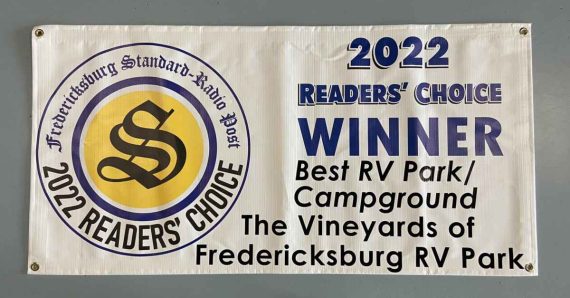 Fredericksburg Standard-Radio Post
S
2022 READERS' CHOICE
2022
READERS' CHOICE
WINNER
Best RV Park/
Campground
The Vineyards of
Fredericksburg RV Park